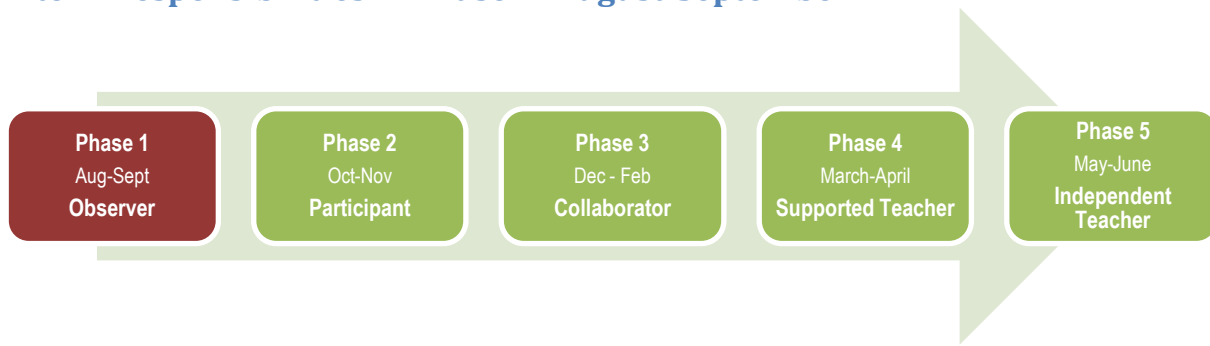 Phase 1
Aug-Sept
Observer
Phase 2
Oct-Nov
Participant
Phase 3
Dec - Feb
Collaborator
Phase 4
March-April
Supported Teacher
Phase 5
May-June
Independent
Teacher